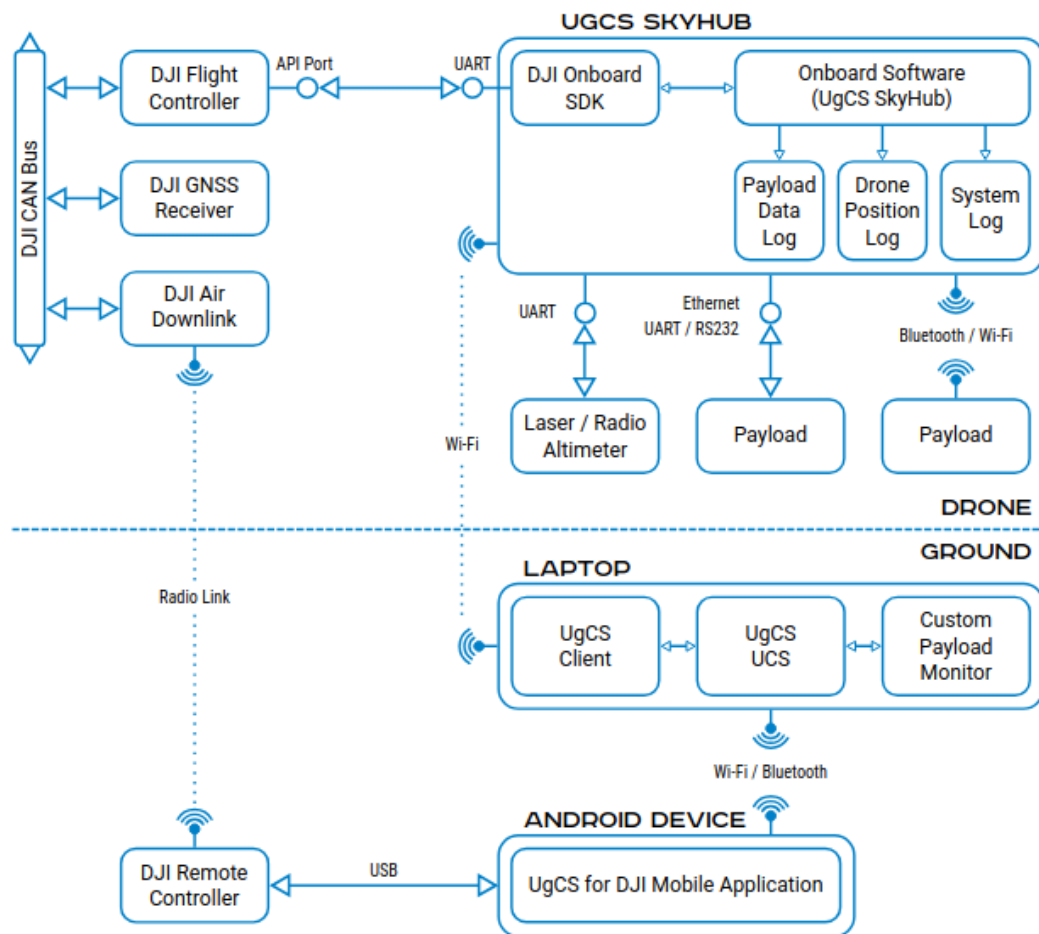 UGCS SKYHUB
DJI CAN Bus
DJI Flight
Controller
API Port
UART
DJI Onboard
SDK
Onboard Software
(UgCS SkyHub)
DJI GNSS
Receiver
Payload
Data
Log
Drone
Position
Log
System
Log
DJI Air
Downlink
UART
Ethernet
UART / RS232
Bluetooth / Wi-Fi
Laser / Radio
Altimeter
Payload
Payload
Wi-Fi
DRONE
GROUND
LAPTOP
Radio Link
UgCS
Client
UgCS
UCS
Custom
Payload
Monitor
Wi-Fi / Bluetooth
ANDROID DEVICE
DJI Remote
Controller
USB
UgCS for DJI Mobile Application